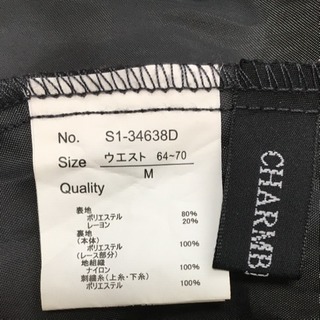 No. S1-34638D
Size ウエスト 64~70
M
Quality
表地
ポリエステル 80%
レーヨン 20%
裏地
(本体)
ポリエステル 100%
(レース部分)
地組織
ナイロン 100%
刺繍糸(上糸・下糸)
ポリエステル 100%